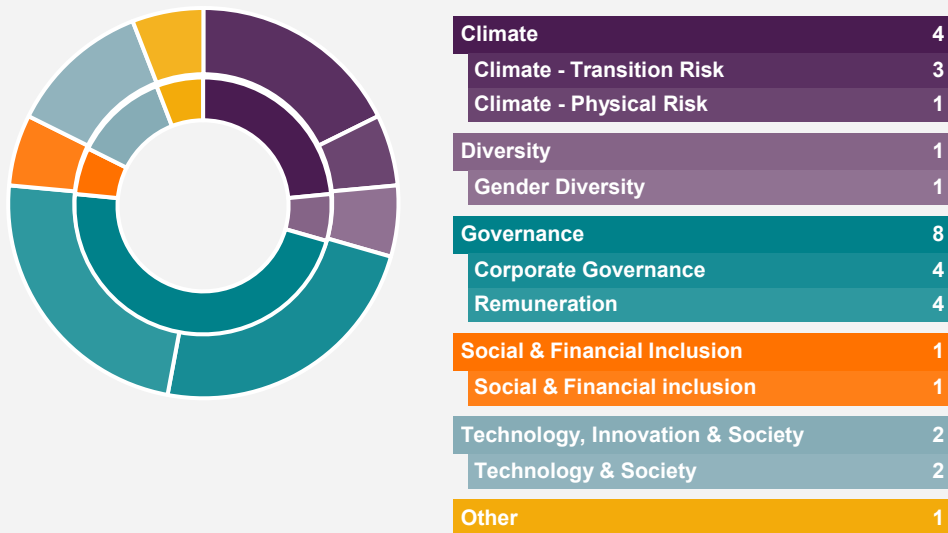 Climate 4
Climate - Transition Risk 3
Climate - Physical Risk 1
Diversity 1
Gender Diversity 1
Governance 8
Corporate Governance 4
Remuneration 4
Social & Financial Inclusion 1
Social & Financial inclusion 1
Technology, Innovation & Society 2
Technology & Society 2
Other 1